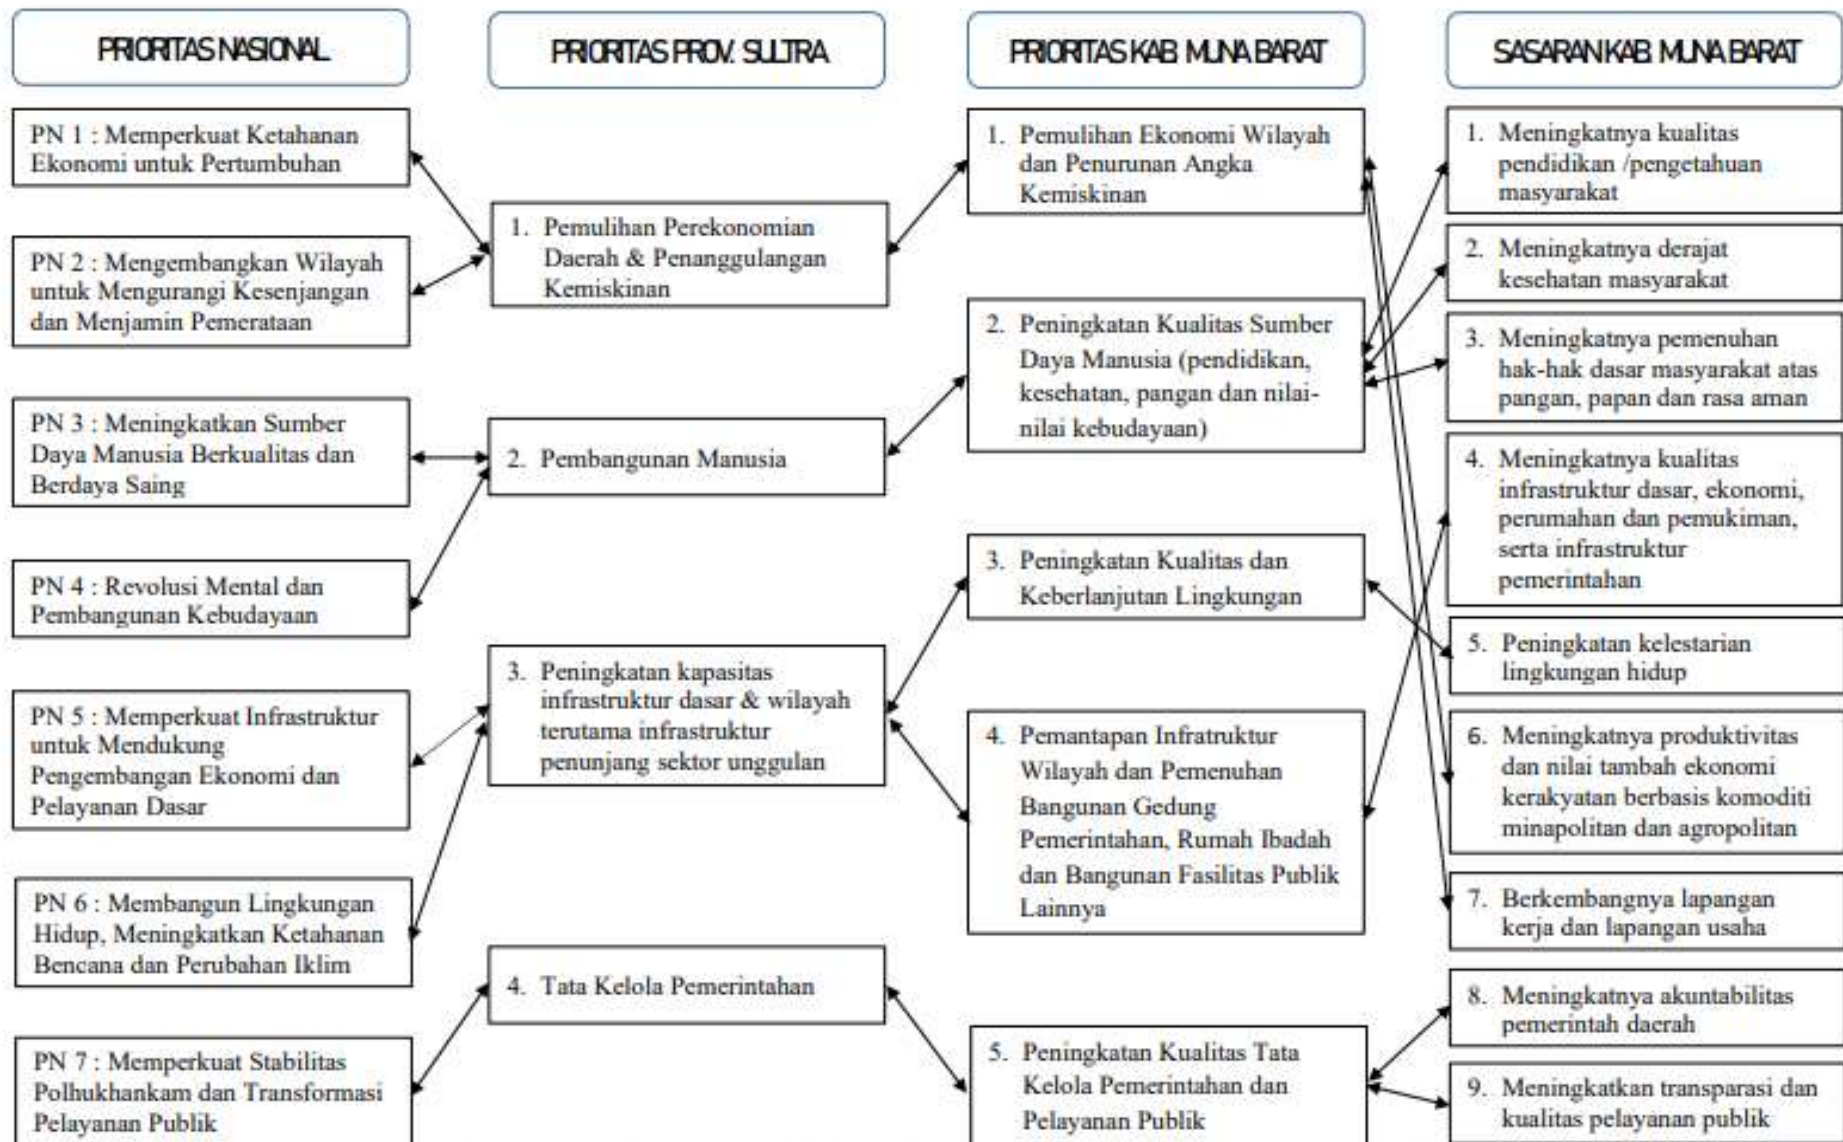 PRIORITAS NASIONAL
PN 1 : Memperkuat Ketahanan
Ekonomi untuk Pertumbuhan
PN 2 : Mengembangkan Wilayah
untuk Mengurangi Kesenjangan
dan Menjamin Pemerataan
PN 3 : Meningkatkan Sumber
Daya Manusia Berkualitas dan
Berdaya Saing
PN 4 : Revolusi Mental dan
Pembangunan Kebudayaan
PN 5 : Memperkuat Infrastruktur
untuk Mendukung
Pengembangan Ekonomi dan
Pelayanan Dasar
PN 6 : Membangun Lingkungan
Hidup, Meningkatkan Ketahanan
Bencana dan Perubahan Iklim
PN 7 : Memperkuat Stabilitas
Polhukhankam dan Transformasi
Pelayanan Publik
PRIORITAS PROV. SULTRA
1. Pemulihan Perekonomian
Daerah & Penanggulangan
Kemiskinan
2. Pembangunan Manusia
3. Peningkatan kapasitas
infrastruktur dasar & wilayah
terutama infrastruktur
penunjang sektor unggulan
4. Tata Kelola Pemerintahan
PRIORITAS KAB. MUNA BARAT
1. Pemulihan Ekonomi Wilayah
dan Penurunan Angka
Kemiskinan
2. Peningkatan Kualitas Sumber
Daya Manusia (pendidikan,
kesehatan, pangan dan nilai-
nilai kebudayaan)
3. Peningkatan Kualitas dan
Keberlanjutan Lingkungan
4. Pemantapan Infratruktur
Wilayah dan Pemenuhan
Bangunan Gedung
Pemerintahan, Rumah Ibadah
dan Bangunan Fasilitas Publik
Lainnya
5. Peningkatan Kualitas Tata
Kelola Pemerintahan dan
Pelayanan Publik
SASARAN KAB. MUNA BARAT
1. Meningkatnya kualitas
pendidikan /pengetahuan
masyarakat
2. Meningkatnya derajat
kesehatan masyarakat
3. Meningkatnya pemenuhan
hak-hak dasar masyarakat atas
pangan, papan dan rasa aman
4. Meningkatnya kualitas
infrastruktur dasar, ekonomi,
perumahan dan pemukiman,
serta infrastruktur
pemerintahan
5. Peningkatan kelestarian
lingkungan hidup
6. Meningkatnya produktivitas
dan nilai tambah ekonomi
kerakyatan berbasis komoditi
minapolitan dan agropolitan
7. Berkembangnya lapangan
kerja dan lapangan usaha
8. Meningkatnya akuntabilitas
pemerintah daerah
9. Meningkatkan transparasi dan
kualitas pelayanan publik